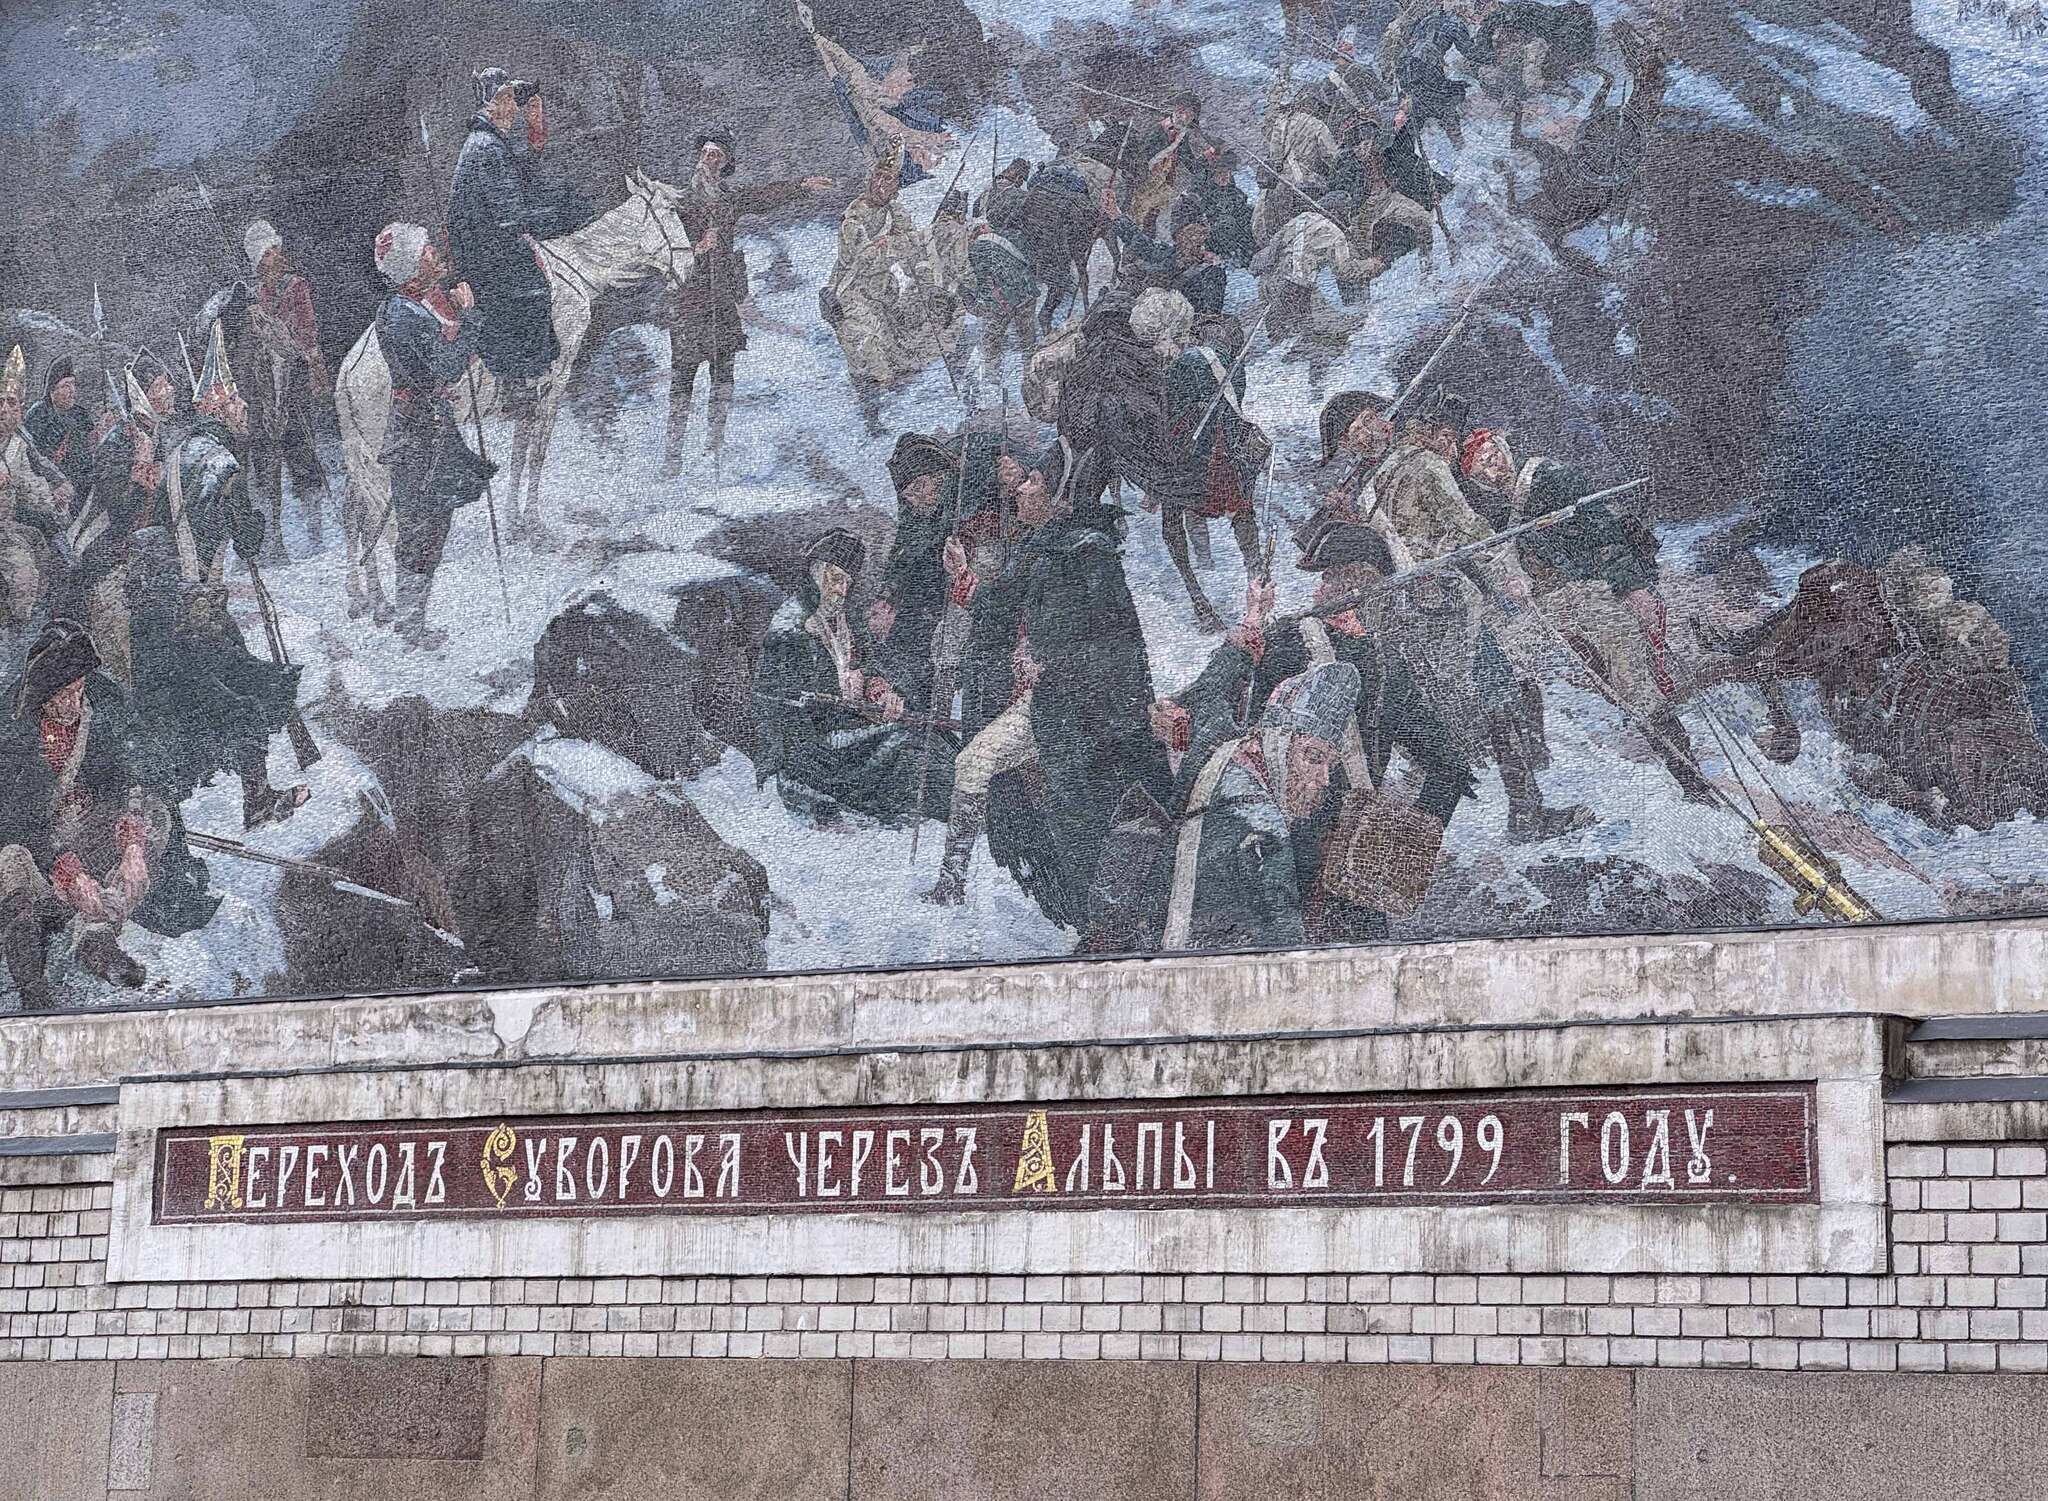 Переходъ Суворова черезъ Альпы въ 1799 году